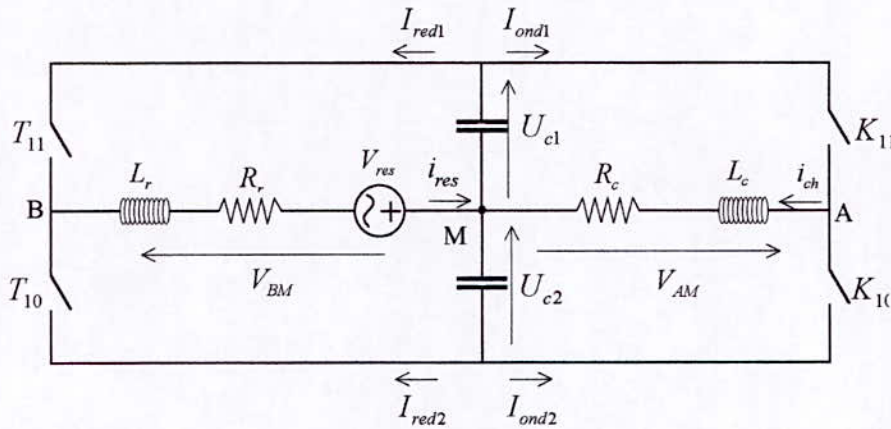 I_red1 I_ond1
T_11 U_c1 K_11
L_r R_r V_res i_res R_c L_c i_ch
B + M A
T_10 V_BM U_c2 V_AM K_10
I_red2 I_ond2